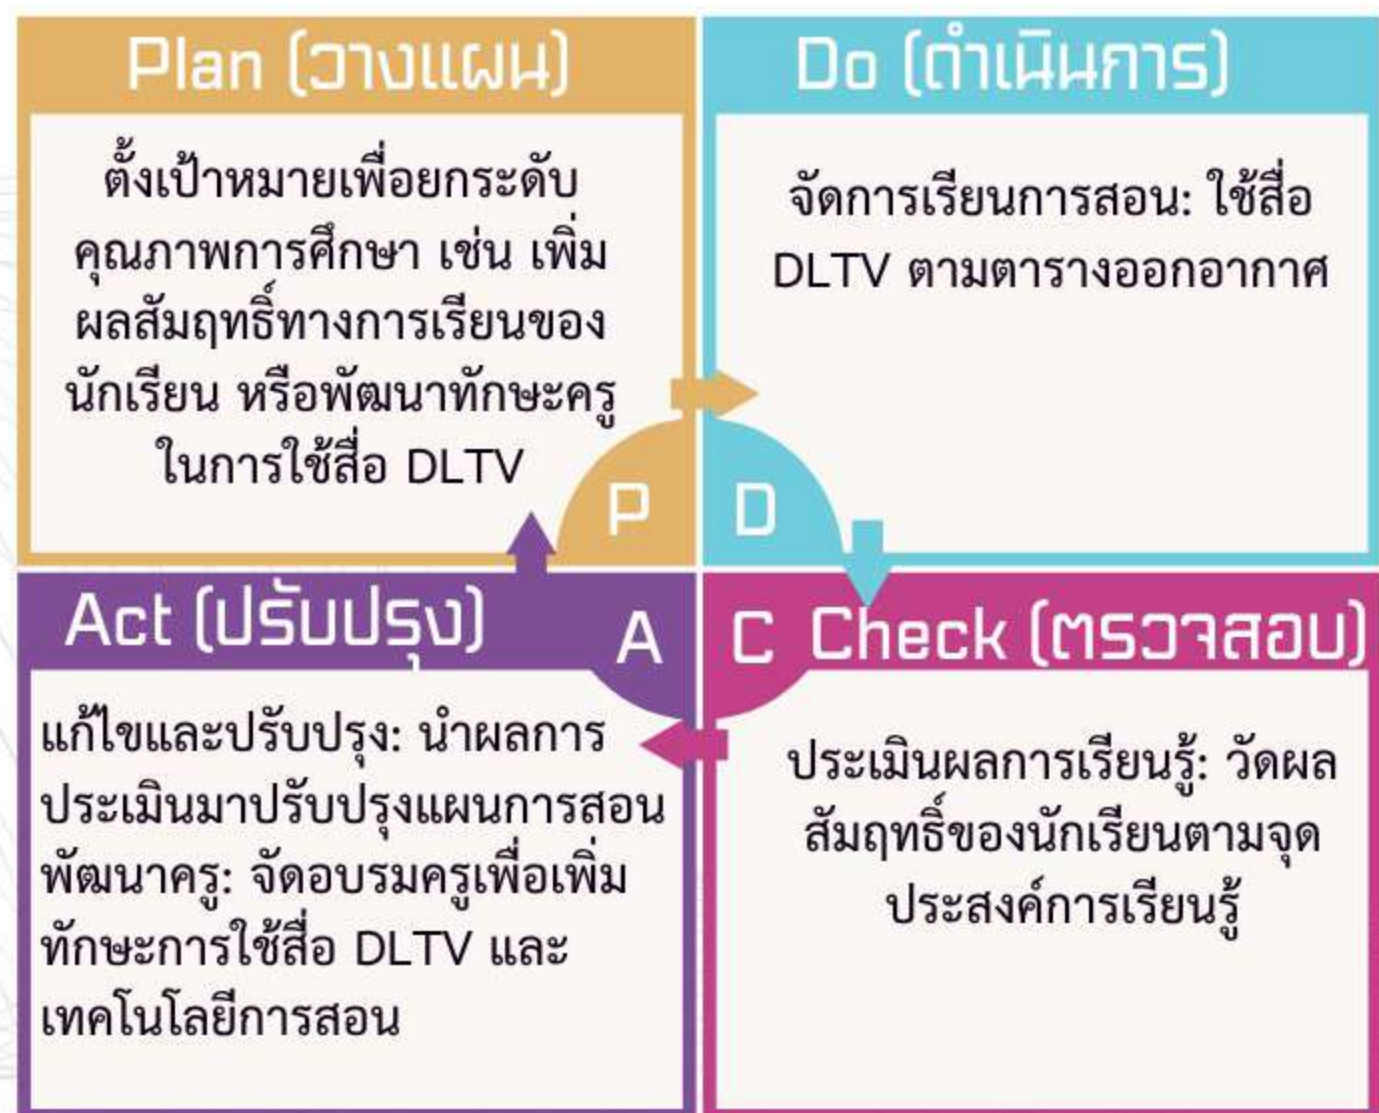 Plan (วางแผน)
ตั้งเป้าหมายเพื่อยกระดับ
คุณภาพการศึกษา เช่น เพิ่ม
ผลสัมฤทธิ์ทางการเรียนของ
นักเรียน หรือพัฒนาทักษะครู
ในการใช้สื่อ DLTV
P
Do (ดำเนินการ)
จัดการเรียนการสอน: ใช้สื่อ
DLTV ตามตารางออกอากาศ
D
C Check (ตรวจสอบ)
ประเมินผลการเรียนรู้: วัดผล
สัมฤทธิ์ของนักเรียนตามจุด
ประสงค์การเรียนรู้
Act (ปรับปรุง) A
แก้ไขและปรับปรุง: นำผลการ
ประเมินมาปรับปรุงแผนการสอน
พัฒนาครู: จัดอบรมครูเพื่อเพิ่ม
ทักษะการใช้สื่อ DLTV และ
เทคโนโลยีการสอน